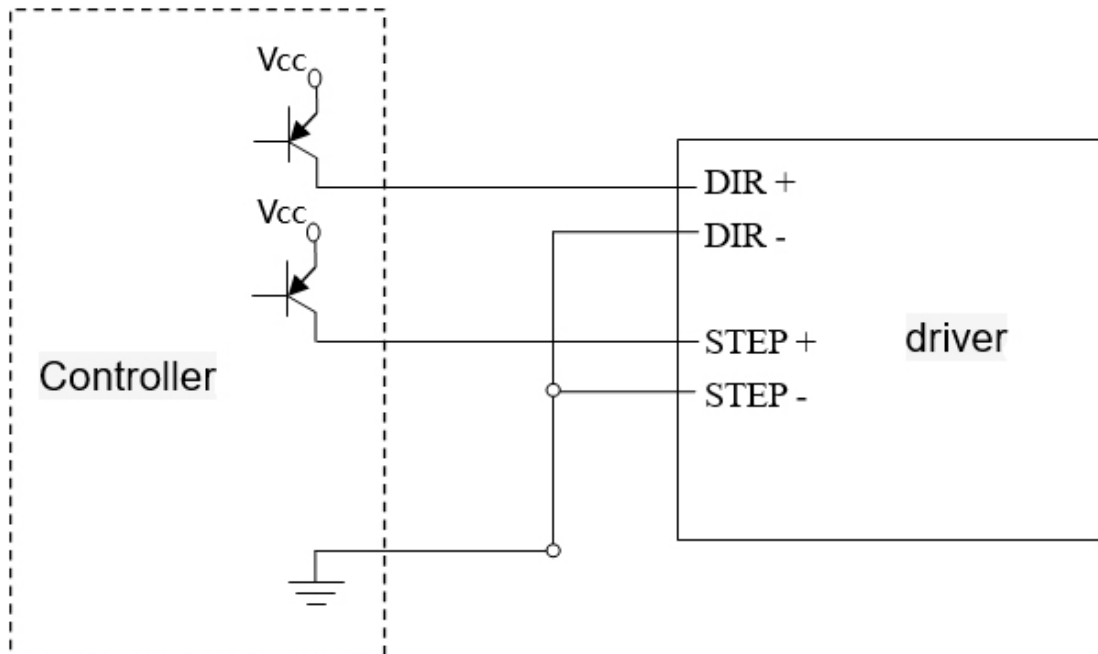 Vcc
DIR +
Vcc
DIR -
STEP +
driver
Controller
STEP -